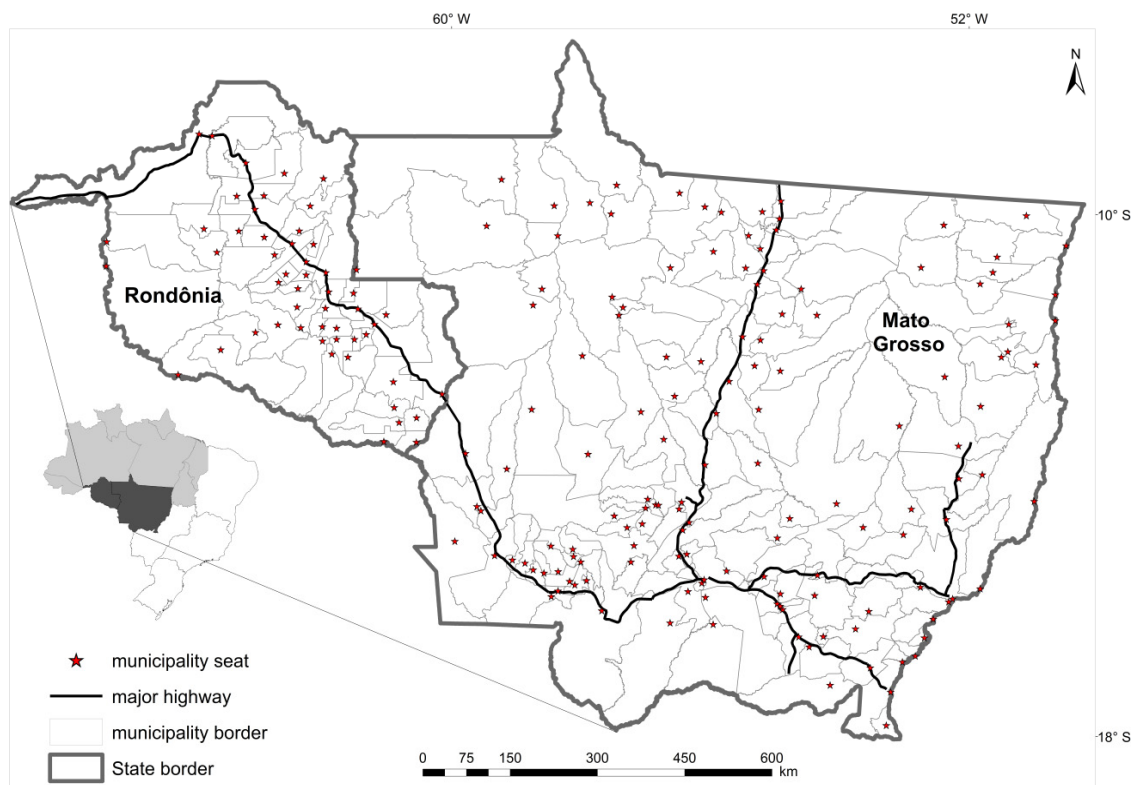 60° W
52° W
N
10° S
Rondônia
Mato
Grosso
municipality seat
major highway
municipality border
State border
18° S
0 75 150 300 450 600
km